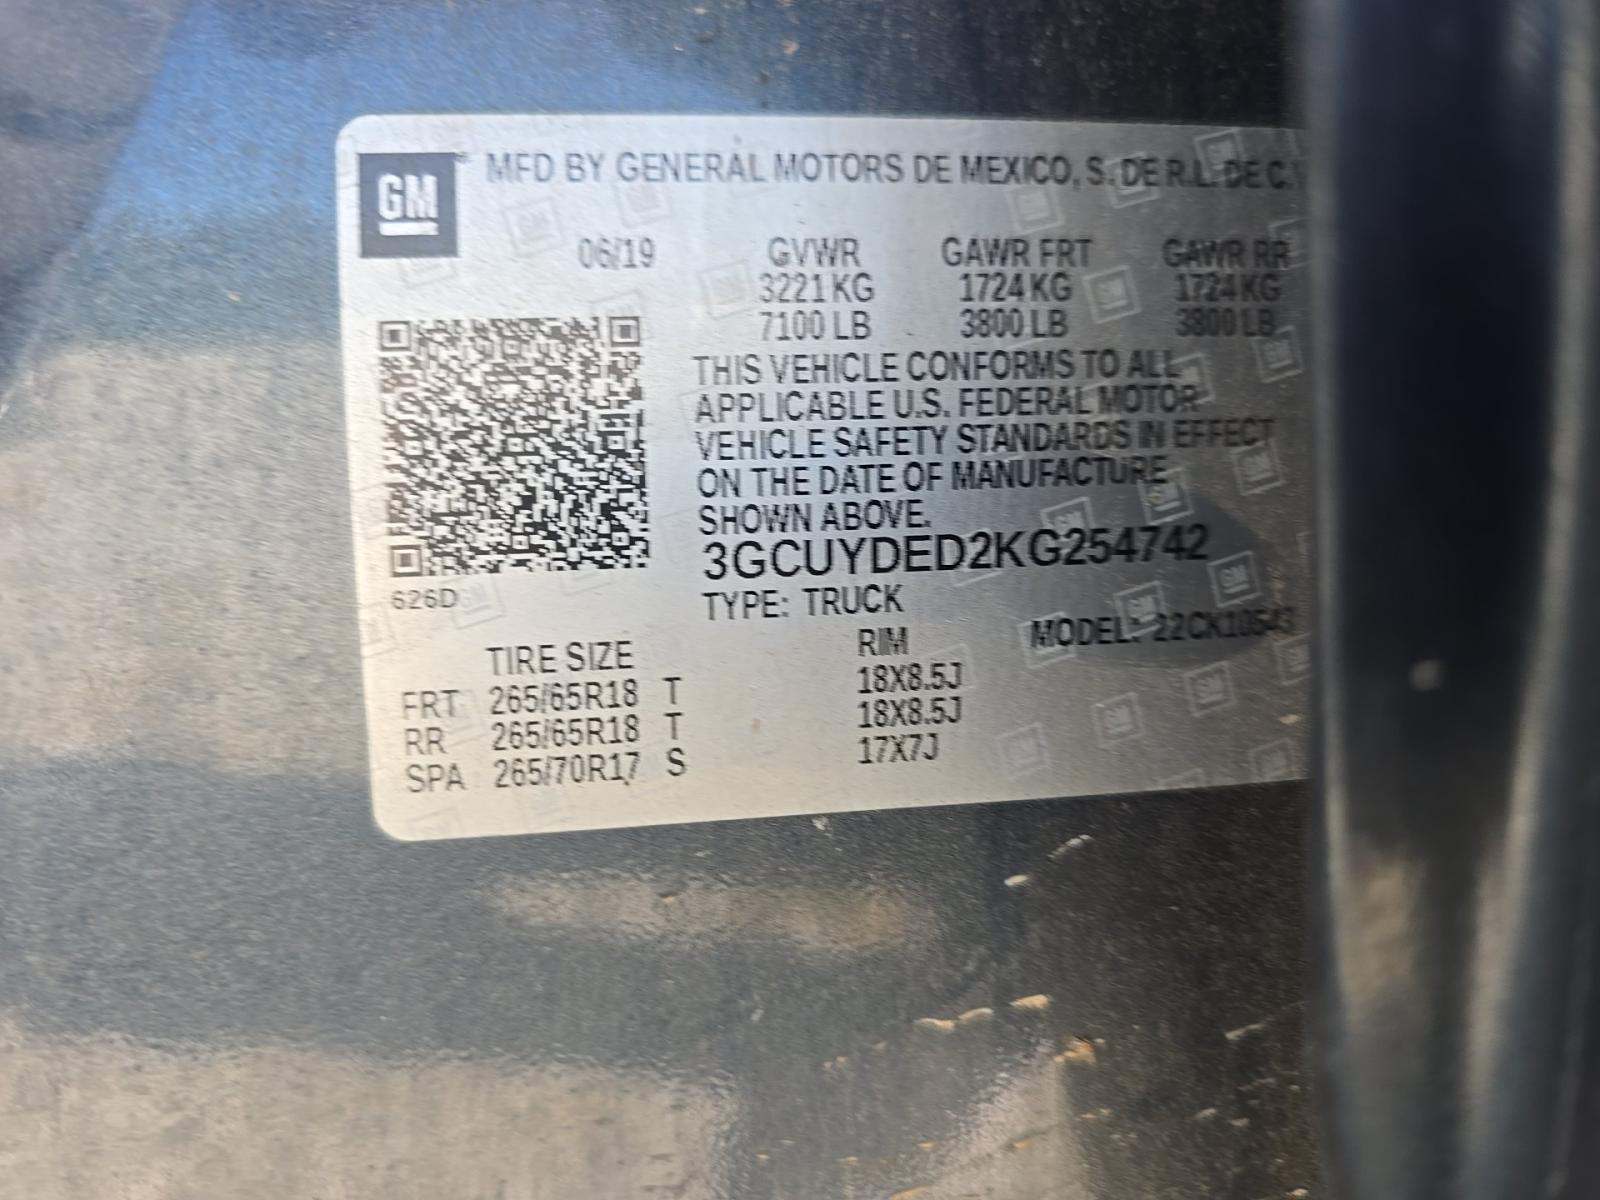 GM MFD BY GENERAL MOTORS DE MEXICO, S. DE R.L. DE C.V
06/19 GVWR GAWR FRT GAWR RR
3221 KG 1724 KG 1724 KG
7100 LB 3800 LB 3800 LB
THIS VEHICLE CONFORMS TO ALL
APPLICABLE U.S. FEDERAL MOTOR
VEHICLE SAFETY STANDARDS IN EFFECT
ON THE DATE OF MANUFACTURE
SHOWN ABOVE.
3GCUYDED2KG254742
626D
TYPE: TRUCK
MODEL: 22CK10543
TIRE SIZE RIM
FRT 265/65R18 T 18X8.5J
RR 265/65R18 T 18X8.5J
SPA 265/70R17 S 17X7J